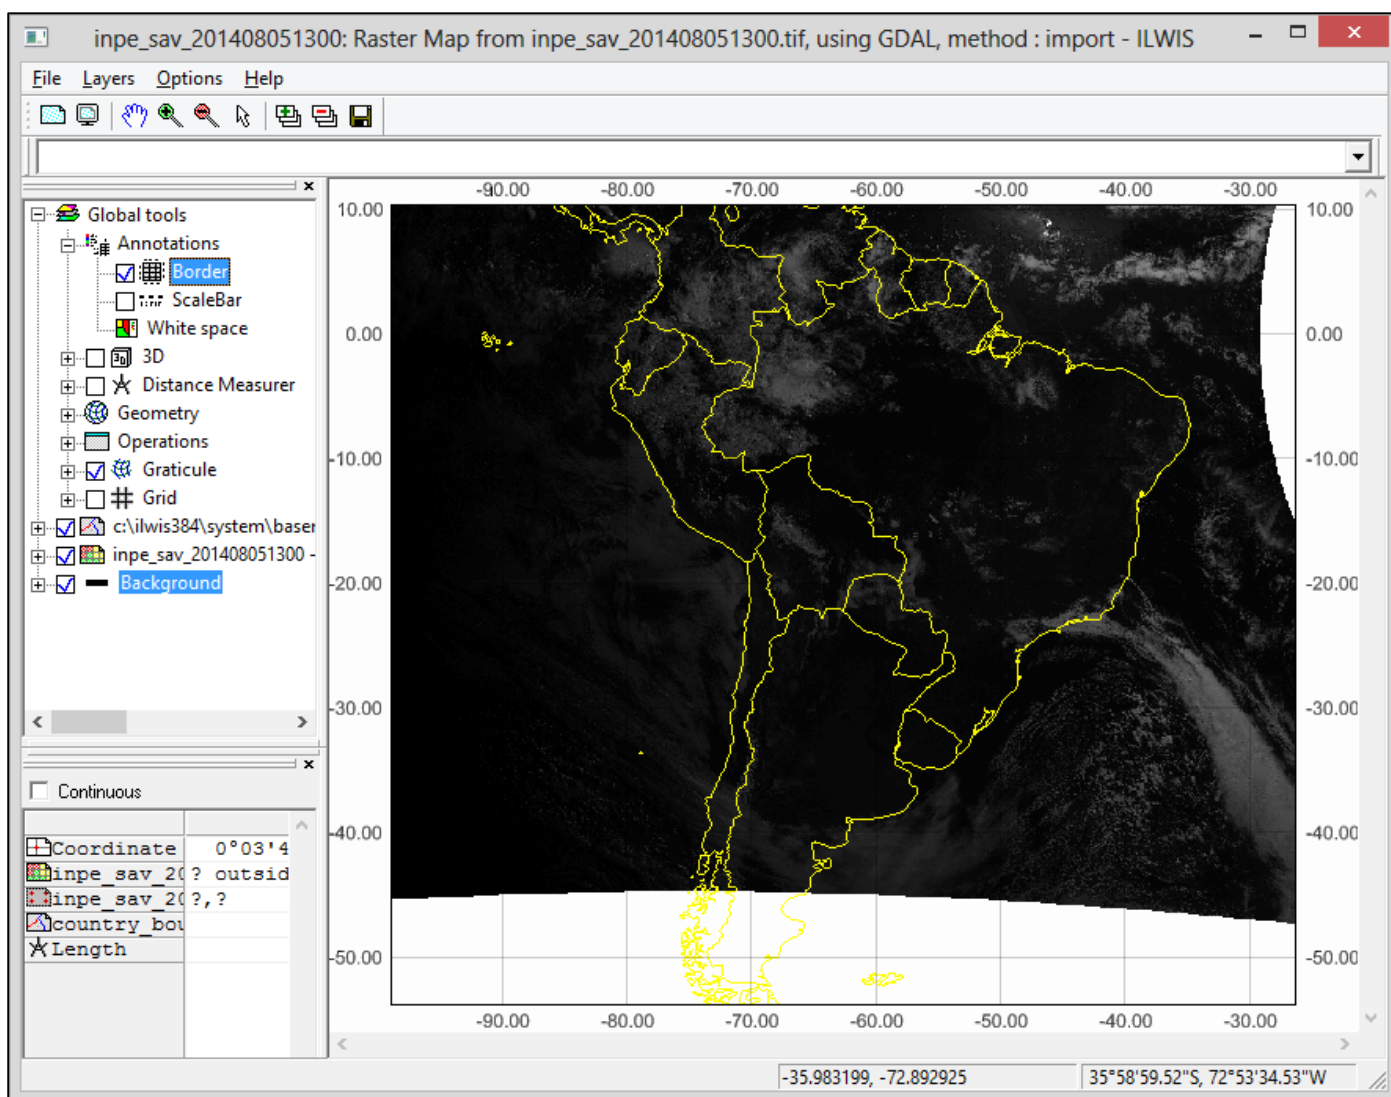 inpe_sav_201408051300: Raster Map from inpe_sav_201408051300.tif, using GDAL, method : import - ILWIS
File Layers Options Help
Global tools
Annotations
Border
ScaleBar
White space
3D
Distance Measurer
Geometry
Operations
Graticule
Grid
c:\ilwis384\system\baser
inpe_sav_201408051300 -
Background
Continuous
Coordinate 0°03'4
inpe_sav_20 ? outsid
inpe_sav_20 ?,?
country_bou
Length
-90.00 -80.00 -70.00 -60.00 -50.00 -40.00 -30.00
10.00 10.00
0.00 0.00
-10.00 -10.00
-20.00 -20.00
-30.00 -30.00
-40.00 -40.00
-50.00 -50.00
-90.00 -80.00 -70.00 -60.00 -50.00 -40.00 -30.00
-35.983199, -72.892925 35°58'59.52"S, 72°53'34.53"W